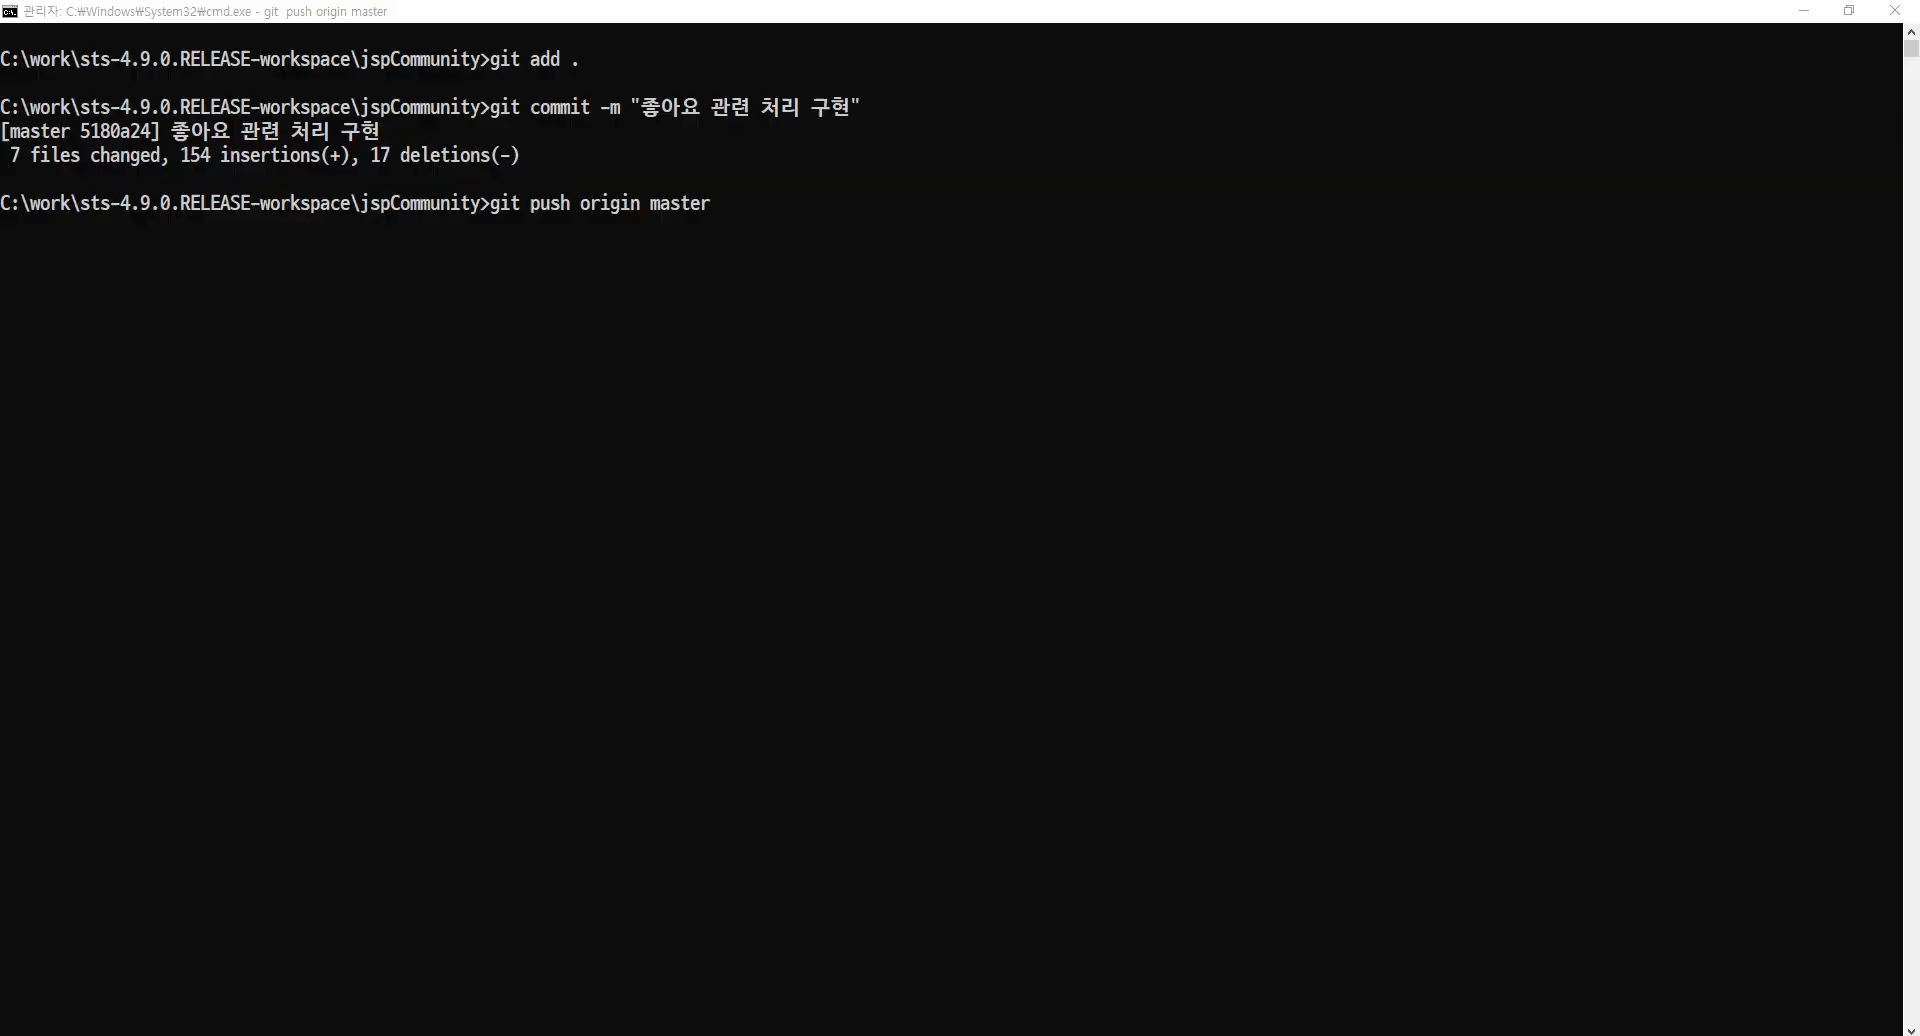 관리자: C:₩Windows₩System32₩cmd.exe - git  push origin master
C:\work\sts-4.9.0.RELEASE-workspace\jspCommunity>git add .
C:\work\sts-4.9.0.RELEASE-workspace\jspCommunity>git commit -m "좋아요 관련 처리 구현"
[master 5180a24] 좋아요 관련 처리 구현
 7 files changed, 154 insertions(+), 17 deletions(-)
C:\work\sts-4.9.0.RELEASE-workspace\jspCommunity>git push origin master